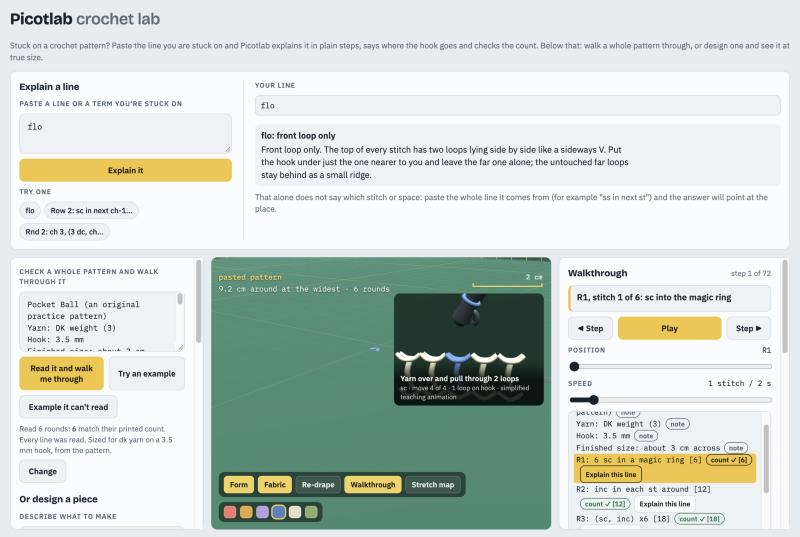 Picotlab crochet lab
Stuck on a crochet pattern? Paste the line you are stuck on and Picotlab explains it in plain steps, says where the hook goes and checks the count. Below that: walk a whole pattern through, or design one and see it at
true size.
Explain a line
PASTE A LINE OR A TERM YOU'RE STUCK ON
flo
Explain it
TRY ONE
flo
Row 2: sc in next ch-1...
Rnd 2: ch 3, (3 dc, ch...
YOUR LINE
flo
flo: front loop only
Front loop only. The top of every stitch has two loops lying side by side like a sideways V. Put
the hook under just the one nearer to you and leave the far one alone; the untouched far loops
stay behind as a small ridge.
That alone does not say which stitch or space: paste the whole line it comes from (for example "ss in next st") and the answer will point at the
place.
CHECK A WHOLE PATTERN AND WALK
THROUGH IT
Pocket Ball (an original
practice pattern)
Yarn: DK weight (3)
Hook: 3.5 mm
Read it and walk
me through
Try an example
Example it can't read
Read 6 rounds: 6 match their printed count.
Every line was read. Sized for dk yarn on a 3.5
mm hook, from the pattern.
Change
Or design a piece
DESCRIBE WHAT TO MAKE
pasted pattern
9.2 cm around at the widest · 6 rounds
2 cm
Yarn over and pull through 2 loops
sc · move 4 of 4 · 1 loop on hook · simplified
teaching animation
Form
Fabric
Re-drape
Walkthrough
Stretch map
Walkthrough
step 1 of 72
R1, stitch 1 of 6: sc into the magic ring
◀ Step
Play
Step ▶
POSITION
R1
SPEED
1 stitch / 2 s
pattern) note
Yarn: DK weight (3) note
Hook: 3.5 mm note
Finished size: about 3 cm across note
R1: 6 sc in a magic ring [6] count ✓ [6]
Explain this line
R2: inc in each st around [12]
count ✓ [12] Explain this line
R3: (sc, inc) x6 [18] count ✓ [18]